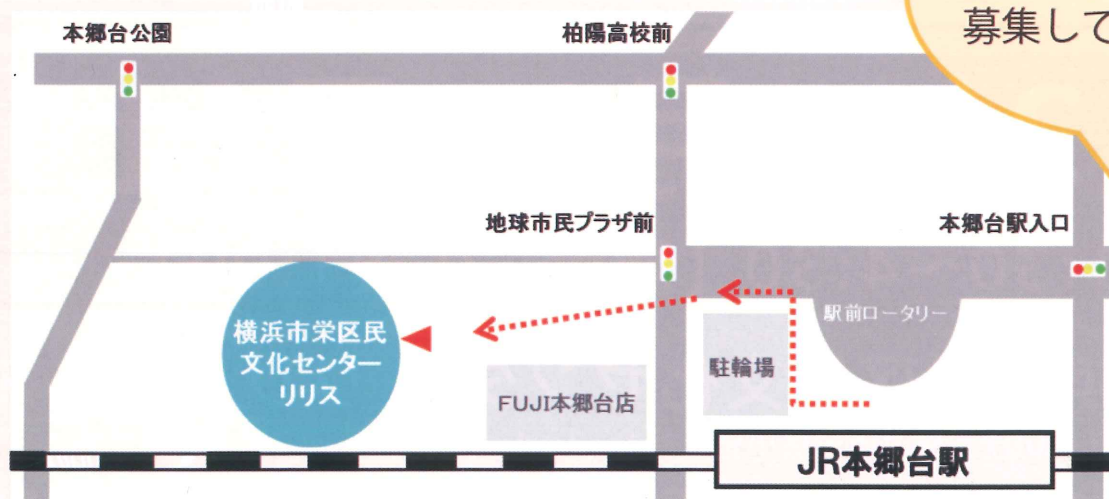 募集して
本郷台公園
柏陽高校前
地球市民プラザ前
本郷台駅入口
駅前ロータリー
横浜市栄区民
文化センター
リリス
駐輪場
FUJI本郷台店
JR本郷台駅